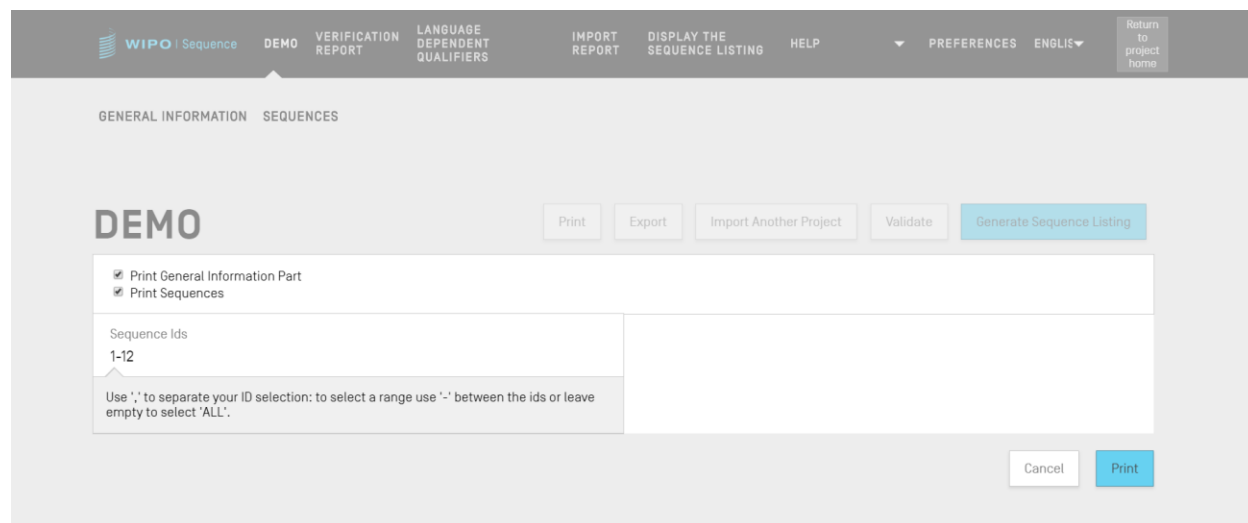 WIPO | Sequence
DEMO
VERIFICATION
REPORT
LANGUAGE
DEPENDENT
QUALIFIERS
IMPORT
REPORT
DISPLAY THE
SEQUENCE LISTING
HELP
PREFERENCES
ENGLIS
Return
to
project
home
GENERAL INFORMATION SEQUENCES
DEMO
Print
Export
Import Another Project
Validate
Generate Sequence Listing
Print General Information Part
Print Sequences
Sequence Ids
1-12
Use ',' to separate your ID selection: to select a range use '-' between the ids or leave
empty to select 'ALL'.
Cancel
Print